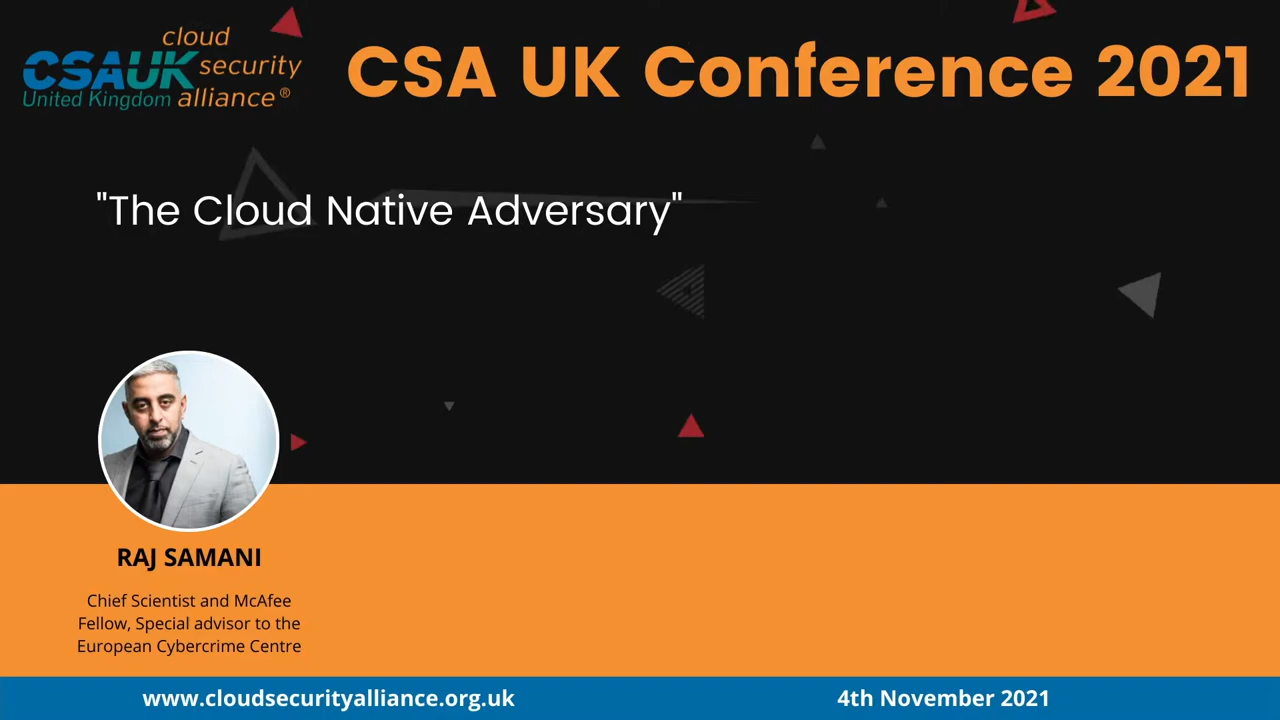 cloud
CSAUK security
United Kingdom alliance®
CSA UK Conference 2021
"The Cloud Native Adversary"
RAJ SAMANI
Chief Scientist and McAfee
Fellow, Special advisor to the
European Cybercrime Centre
www.cloudsecurityalliance.org.uk
4th November 2021